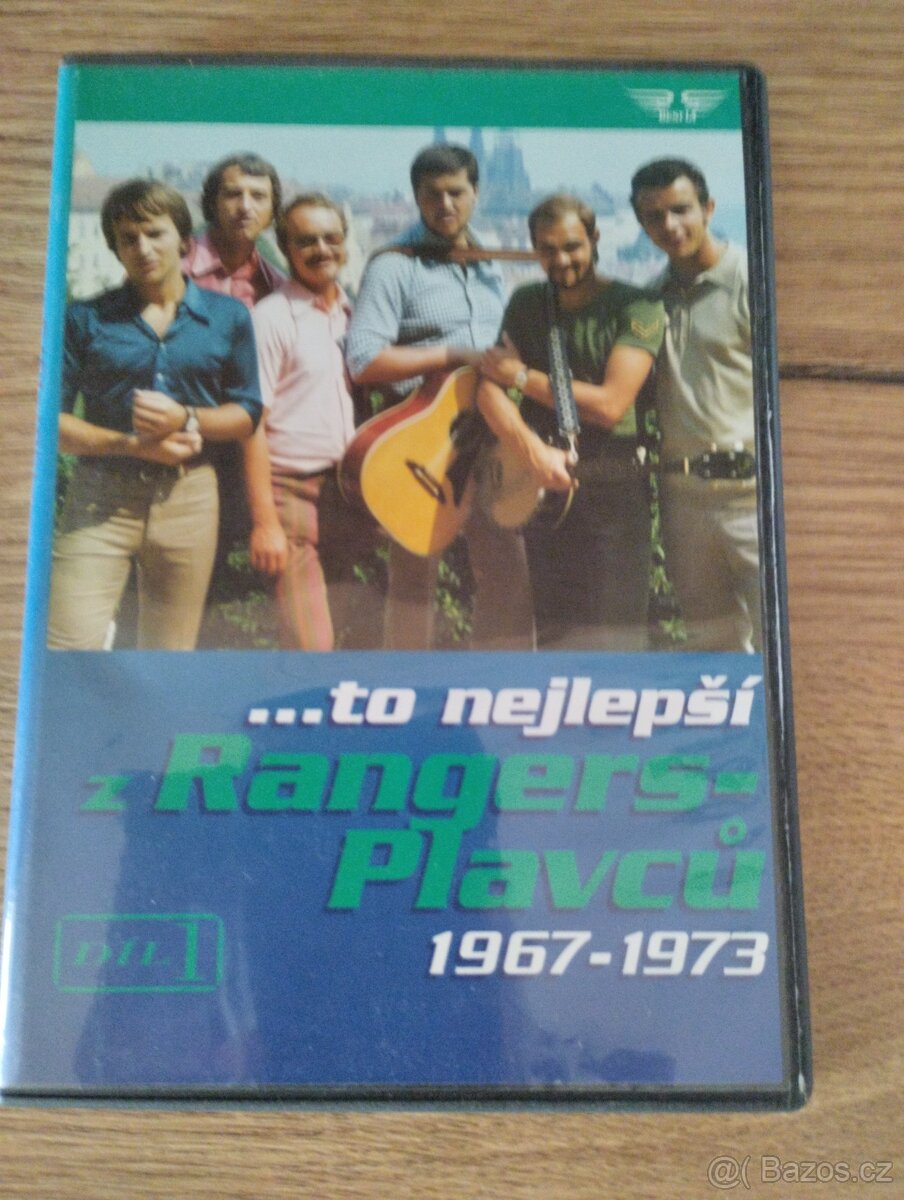 ...to nejlepší
z Rangers-
Plavců
1967-1973
DÍL 1
@( Bazos.cz